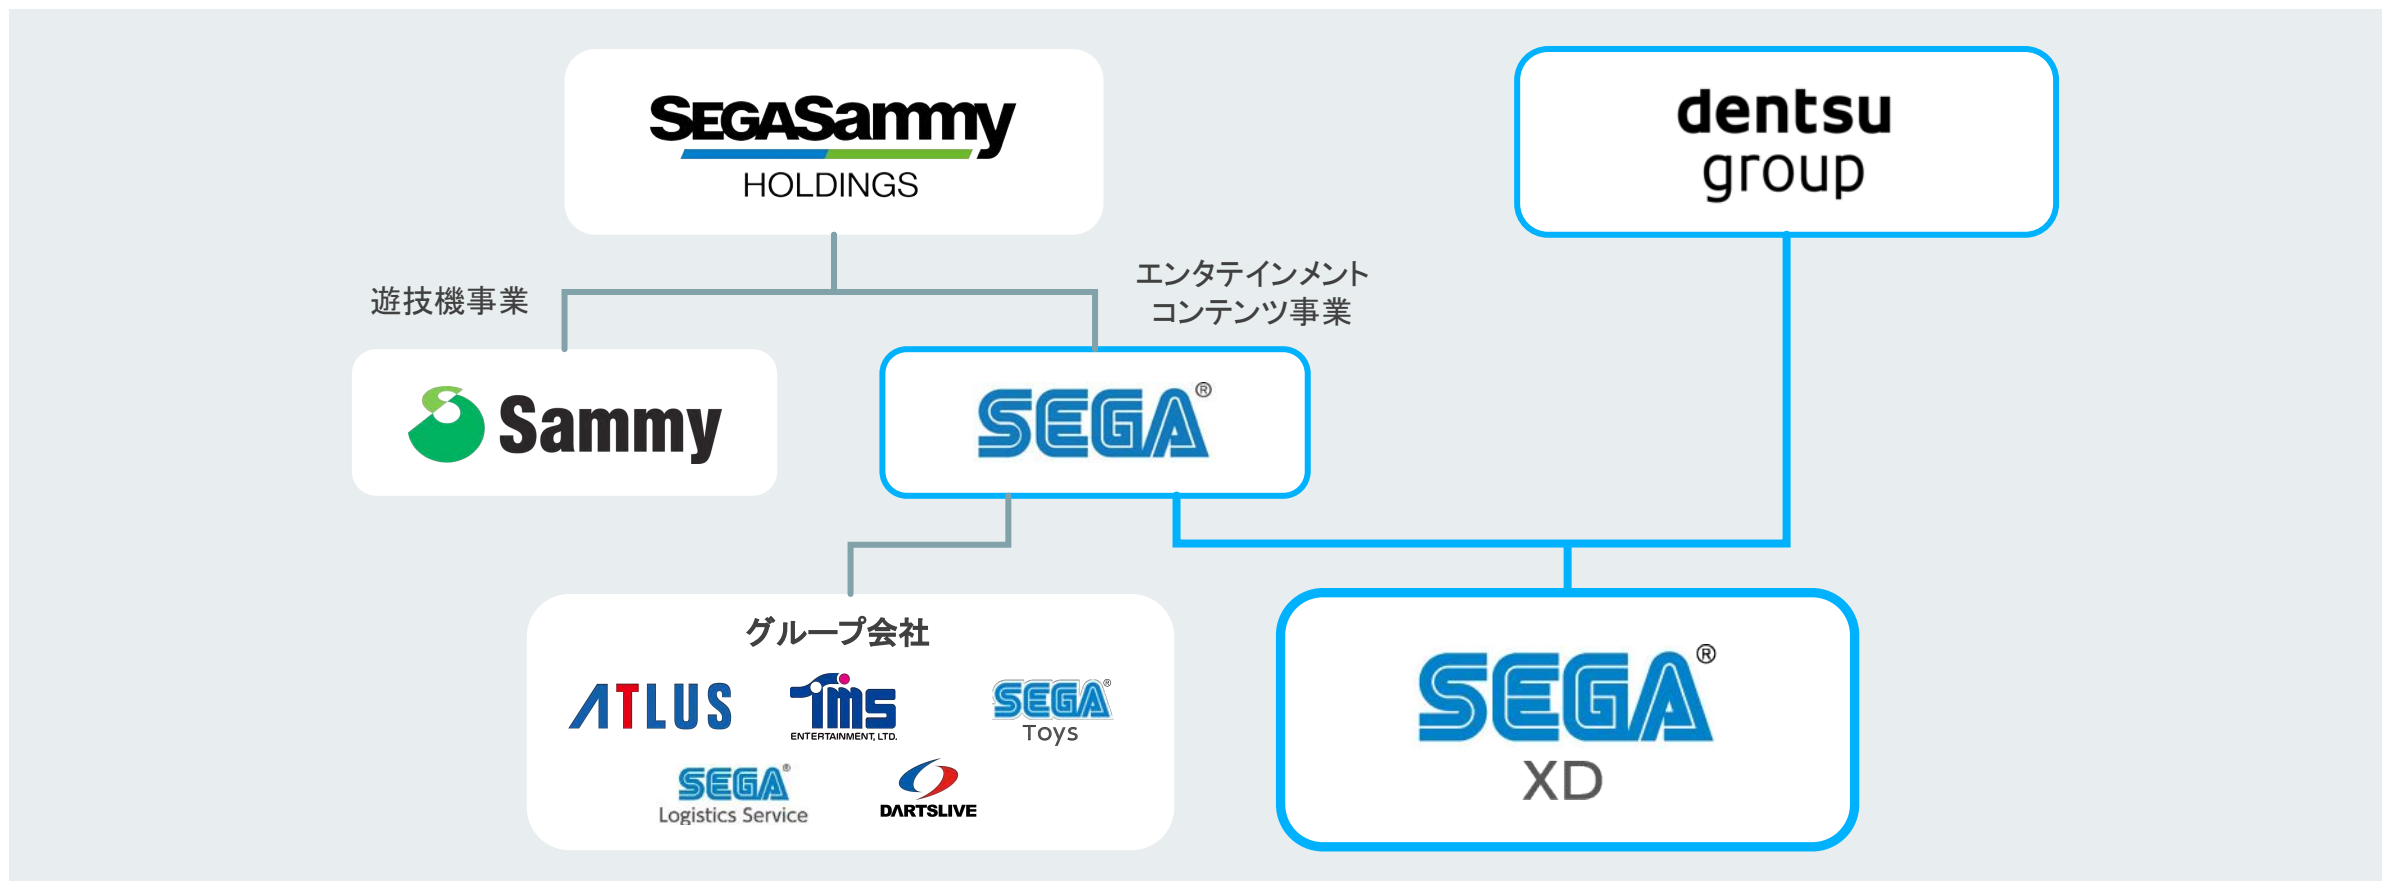 SEGASammy
HOLDINGS
dentsu
group
遊技機事業
エンタテインメント
コンテンツ事業
Sammy
SEGA®
グループ会社
ATLUS
TMS
ENTERTAINMENT, LTD.
SEGA®
Toys
SEGA®
Logistics Service
DARTSLIVE
SEGA®
XD